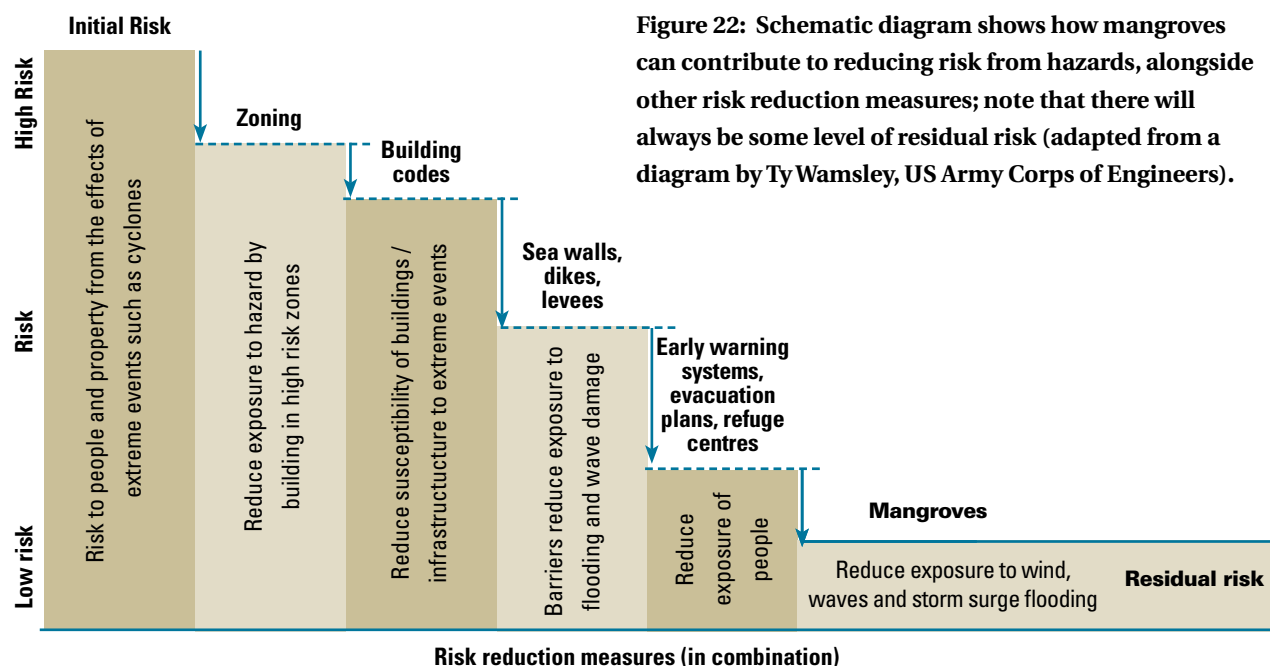 Initial Risk
Figure 22: Schematic diagram shows how mangroves
can contribute to reducing risk from hazards, alongside
other risk reduction measures; note that there will
always be some level of residual risk (adapted from a
diagram by Ty Wamsley, US Army Corps of Engineers).
High Risk
Risk
Low risk
Risk to people and property from the effects of
extreme events such as cyclones
Zoning
Reduce exposure to hazard by
building in high risk zones
Building
codes
Reduce susceptibility of buildings /
infrastructucture to extreme events
Sea walls,
dikes,
levees
Barriers reduce exposure to
flooding and wave damage
Early warning
systems,
evacuation
plans, refuge
centres
Reduce
exposure of
people
Mangroves
Reduce exposure to wind,
waves and storm surge flooding
Residual risk
Risk reduction measures (in combination)